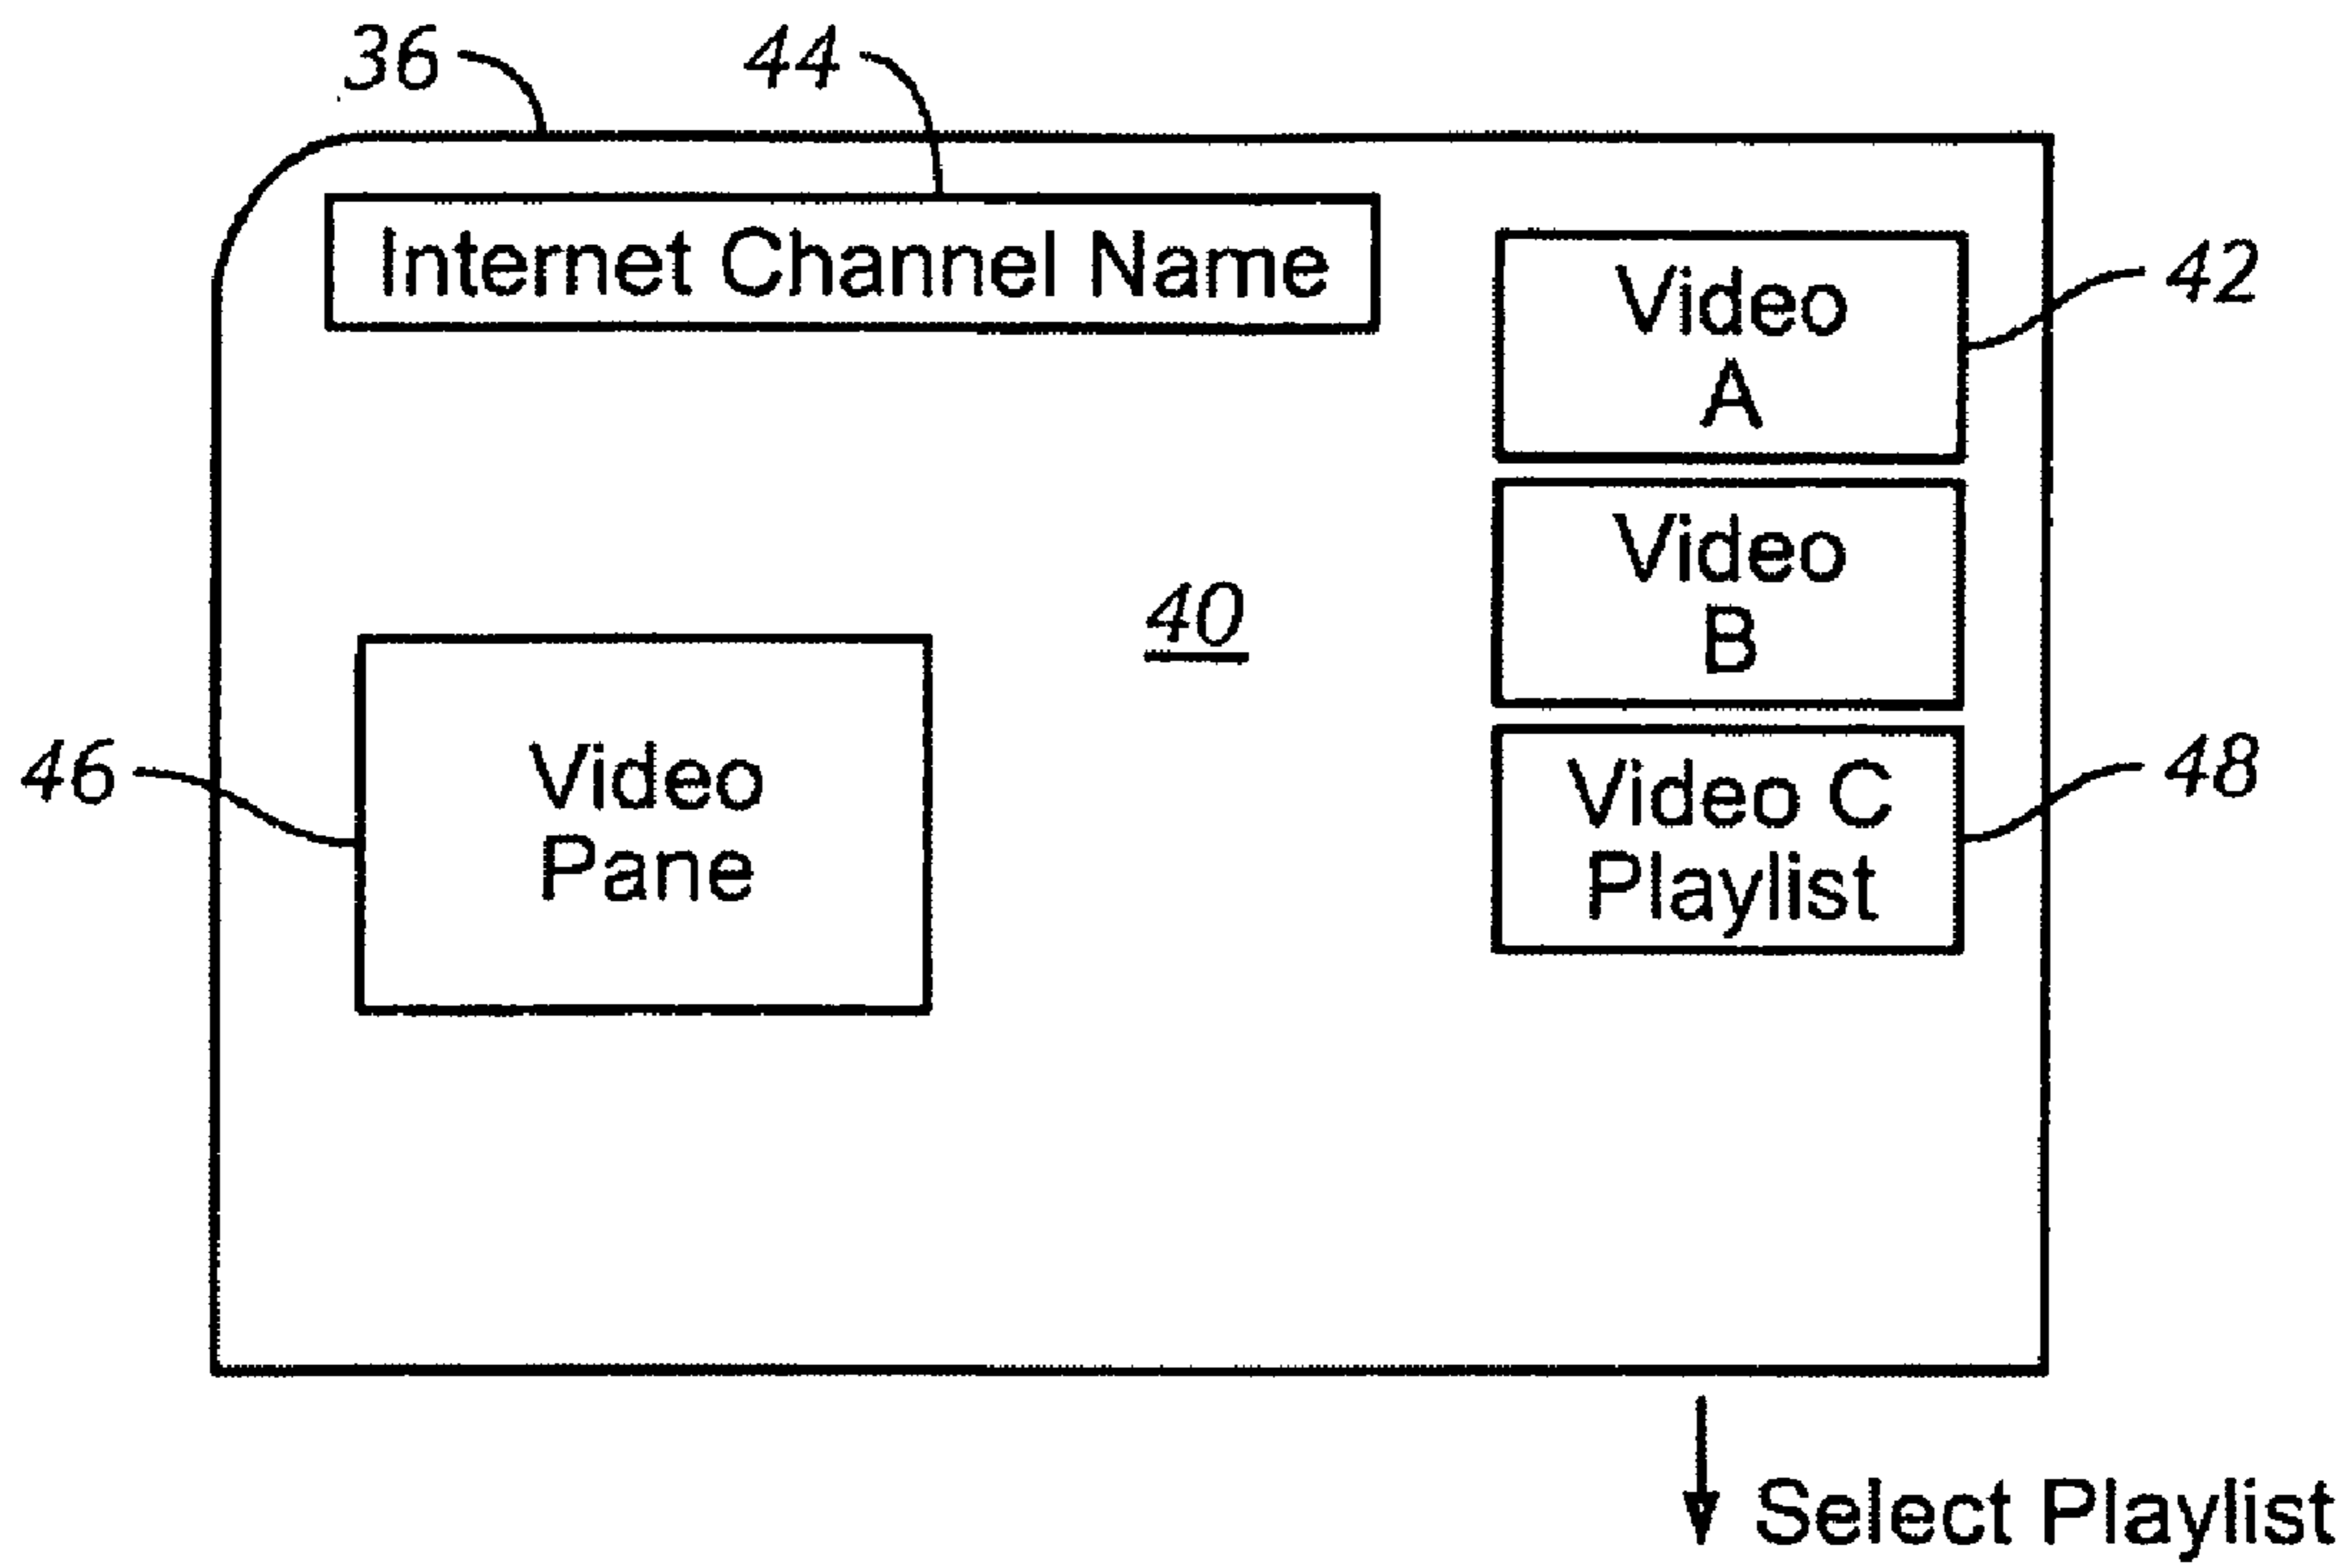 36
44
Internet Channel Name
Video
A
42
Video
B
40
46
Video
Pane
Video C
Playlist
48
Select Playlist